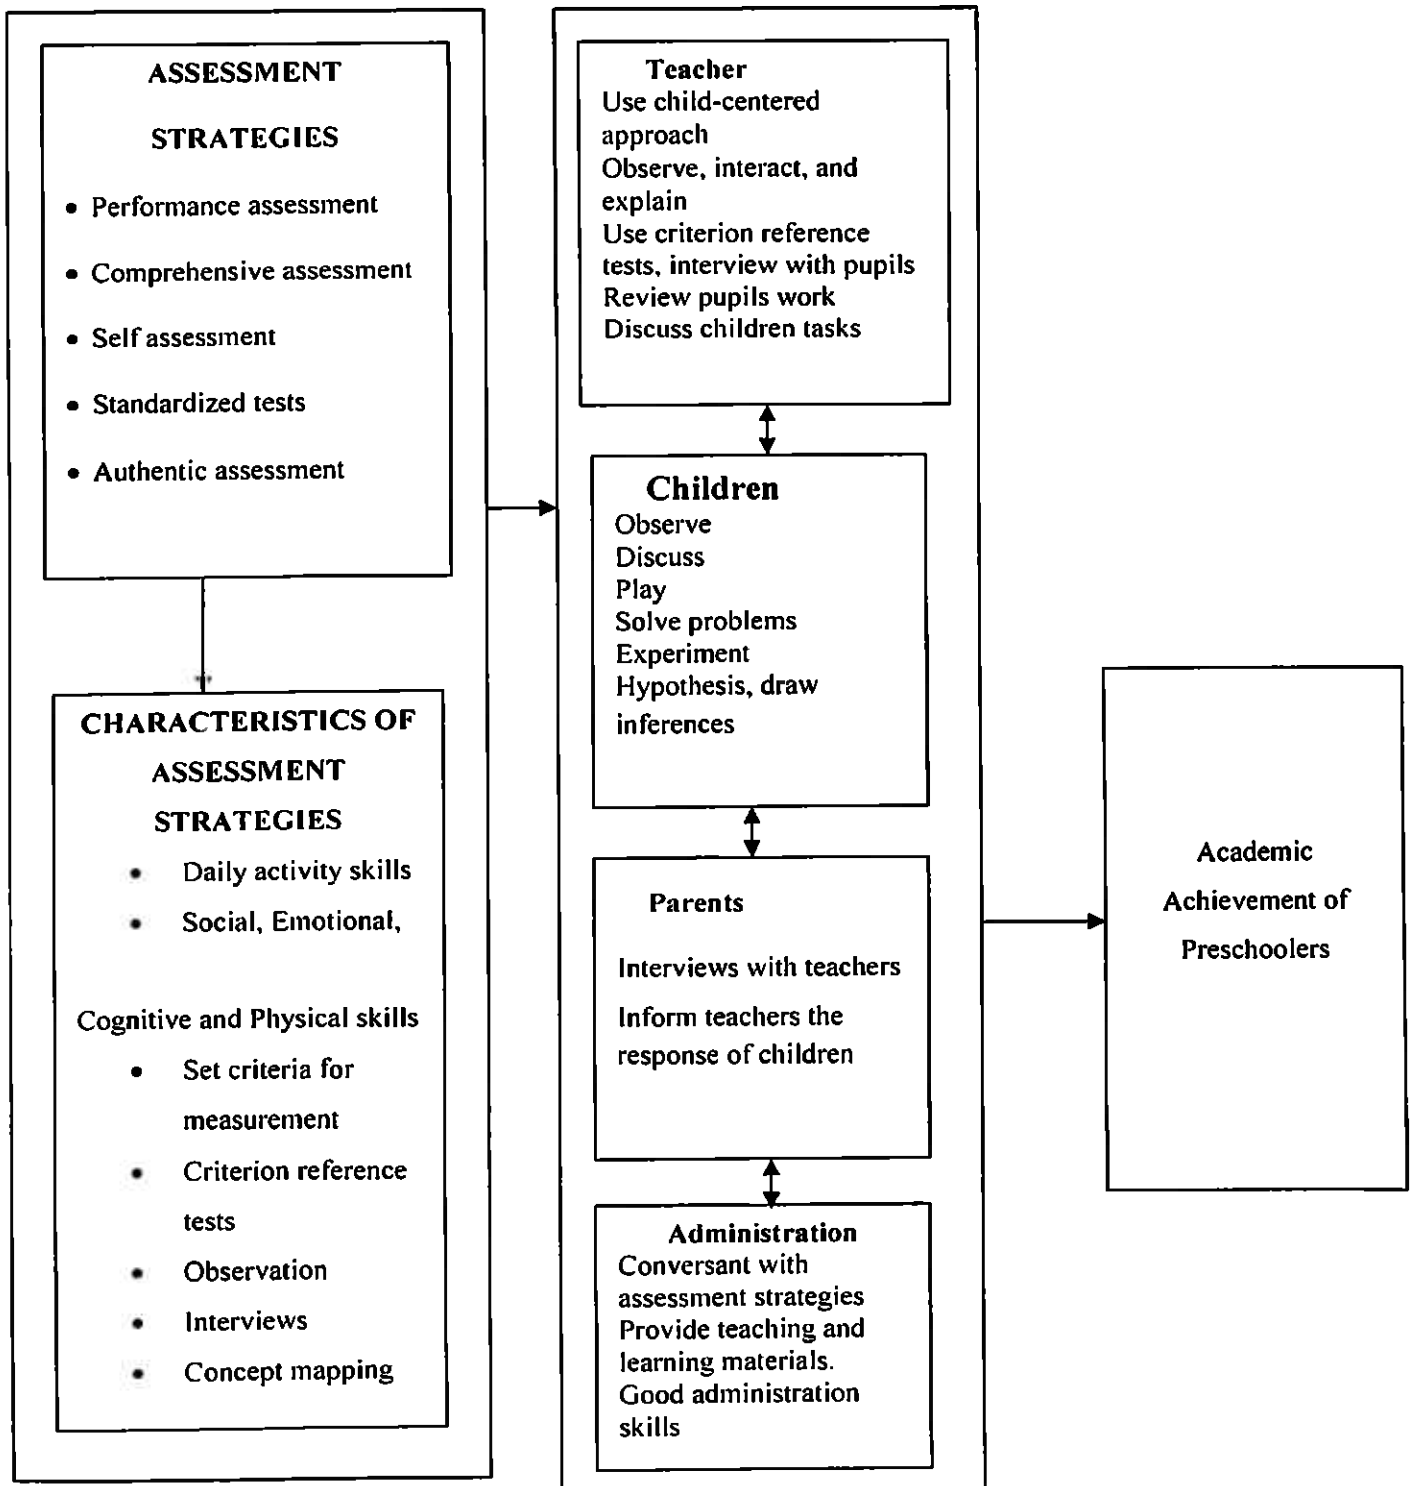 ASSESSMENT
STRATEGIES
• Performance assessment
• Comprehensive assessment
• Self assessment
• Standardized tests
• Authentic assessment
CHARACTERISTICS OF
ASSESSMENT
STRATEGIES
• Daily activity skills
• Social, Emotional,
Cognitive and Physical skills
• Set criteria for
measurement
• Criterion reference
tests
• Observation
• Interviews
• Concept mapping
Teacher
Use child-centered
approach
Observe, interact, and
explain
Use criterion reference
tests, interview with pupils
Review pupils work
Discuss children tasks
Children
Observe
Discuss
Play
Solve problems
Experiment
Hypothesis, draw
inferences
Parents
Interviews with teachers
Inform teachers the
response of children
Administration
Conversant with
assessment strategies
Provide teaching and
learning materials.
Good administration
skills
Academic
Achievement of
Preschoolers